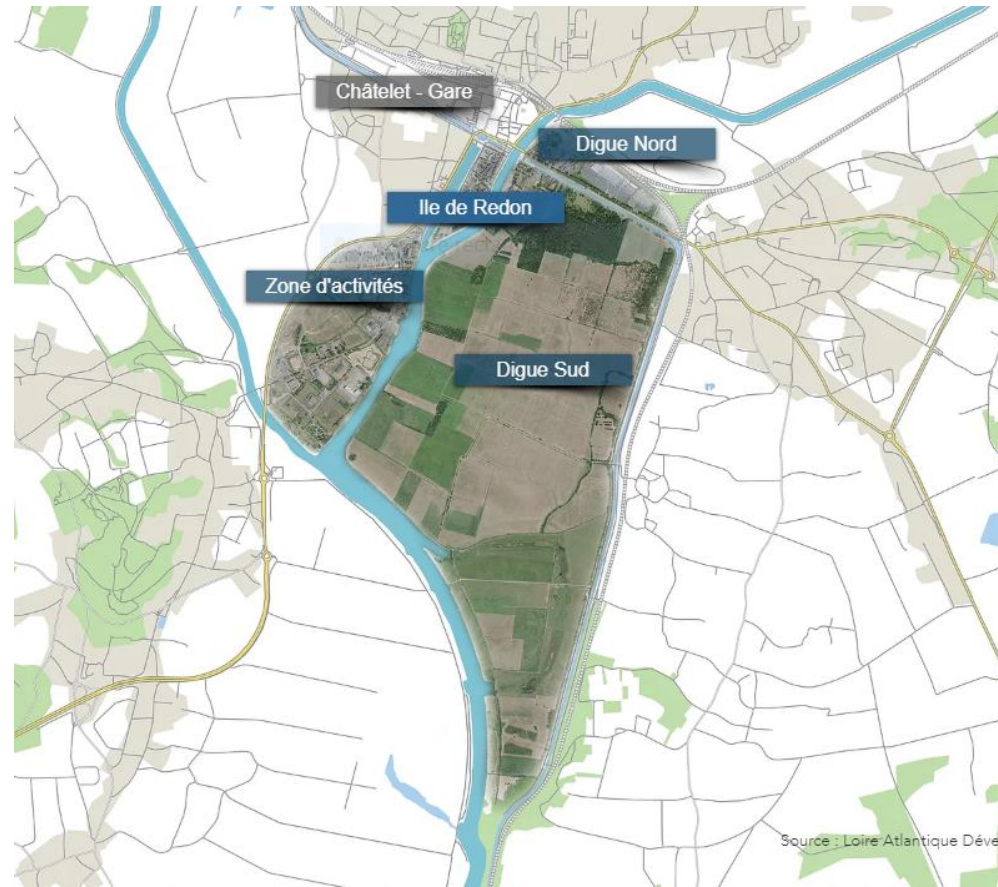 Châtelet - Gare
Digue Nord
Ile de Redon
Zone d'activités
Digue Sud
Source : Loire Atlantique Déve